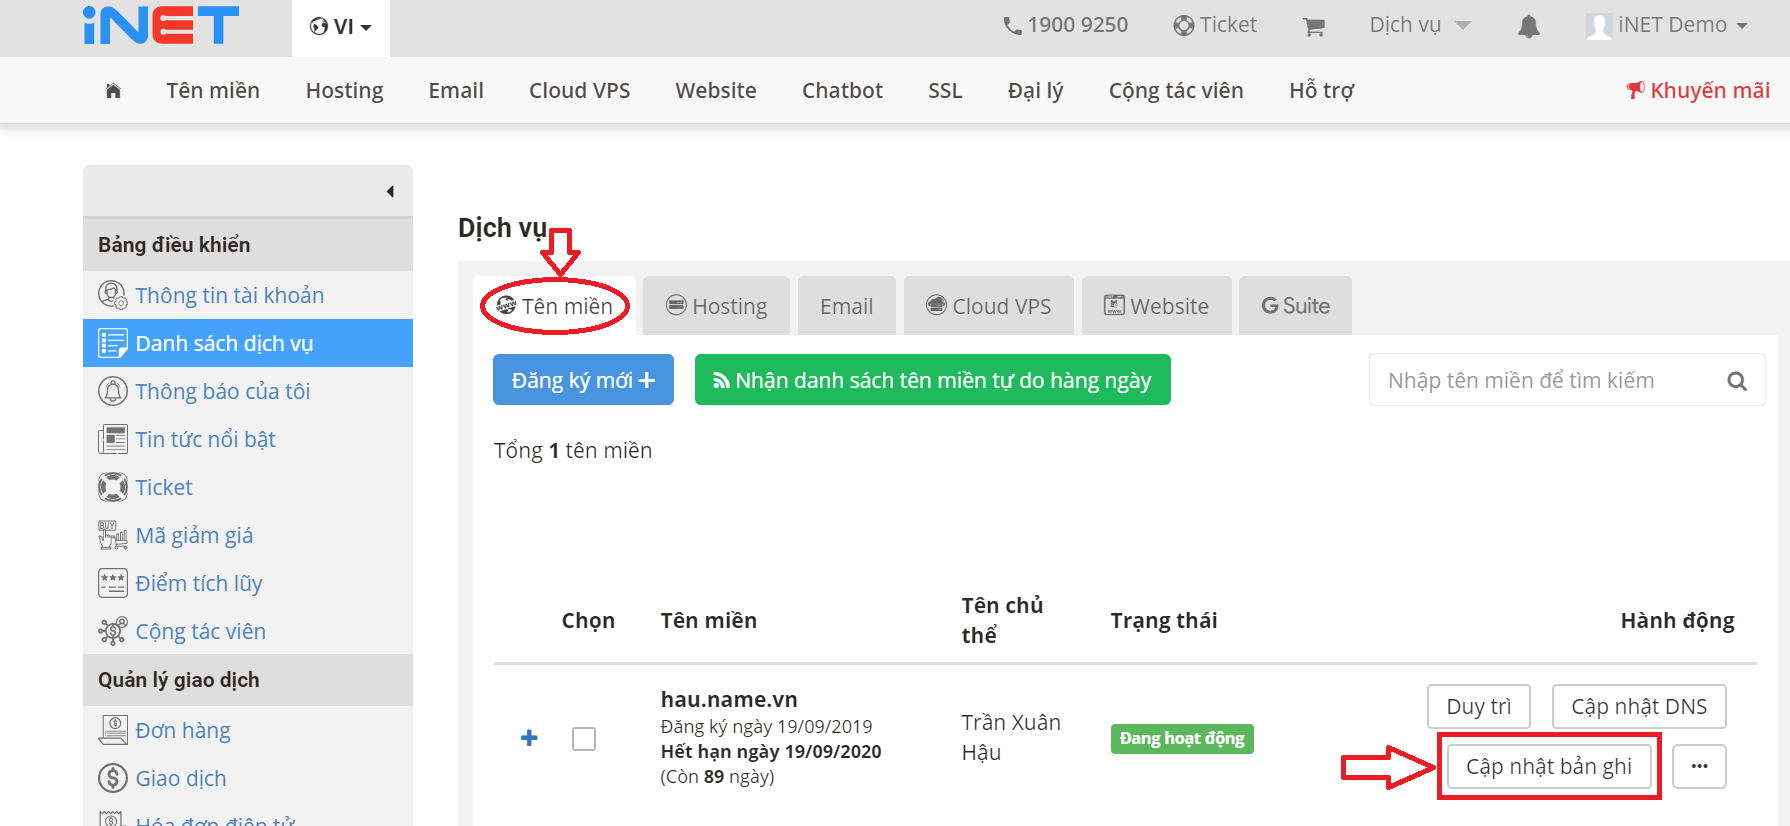 iNET
VI
1900 9250
Ticket
Dịch vụ
iNET Demo
Tên miền
Hosting
Email
Cloud VPS
Website
Chatbot
SSL
Đại lý
Cộng tác viên
Hỗ trợ
Khuyến mãi
Bảng điều khiển
Thông tin tài khoản
Danh sách dịch vụ
Thông báo của tôi
Tin tức nổi bật
Ticket
Mã giảm giá
Điểm tích lũy
Cộng tác viên
Quản lý giao dịch
Đơn hàng
Giao dịch
Hóa đơn điện tử
Dịch vụ
Tên miền
Hosting
Email
Cloud VPS
Website
G Suite
Đăng ký mới
Nhận danh sách tên miền tự do hàng ngày
Nhập tên miền để tìm kiếm
Tổng 1 tên miền
Chọn
Tên miền
Tên chủ
thể
Trạng thái
Hành động
hau.name.vn
Đăng ký ngày 19/09/2019
Hết hạn ngày 19/09/2020
(Còn 89 ngày)
Trần Xuân
Hậu
Đang hoạt động
Duy trì
Cập nhật DNS
Cập nhật bản ghi
...